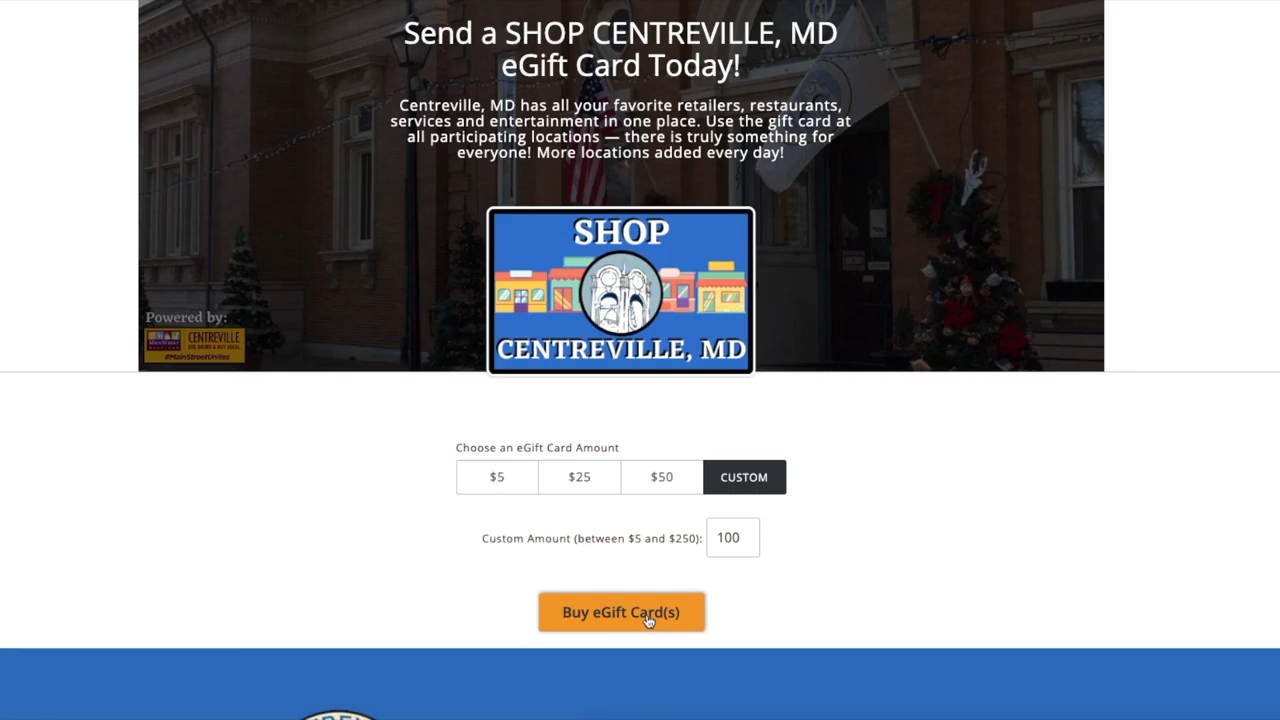 Send a SHOP CENTREVILLE, MD
eGift Card Today!
Centreville, MD has all your favorite retailers, restaurants,
services and entertainment in one place. Use the gift card at
all participating locations — there is truly something for
everyone! More locations added every day!
SHOP
CENTREVILLE, MD
Powered by:
CENTREVILLE
#MainStreetUnites
Choose an eGift Card Amount
$5 $25 $50 CUSTOM
Custom Amount (between $5 and $250): 100
Buy eGift Card(s)